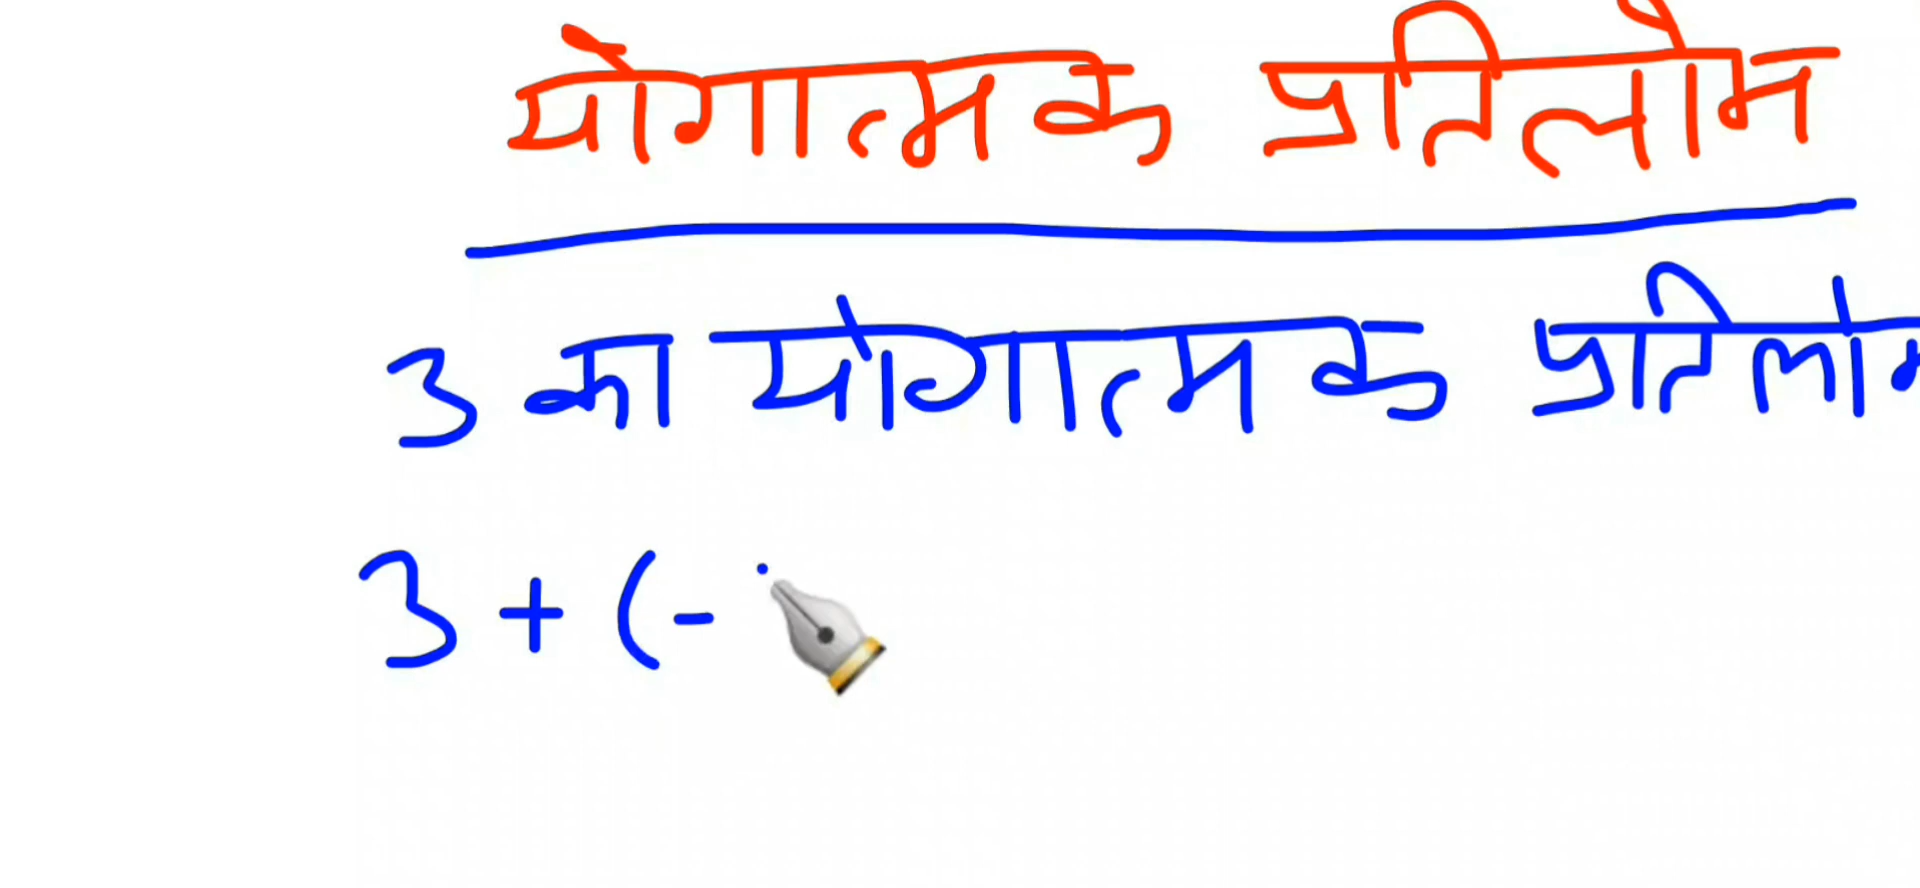 योगात्मक प्रतिलोम
3 का योगात्मक प्रतिलोम
3 + (-